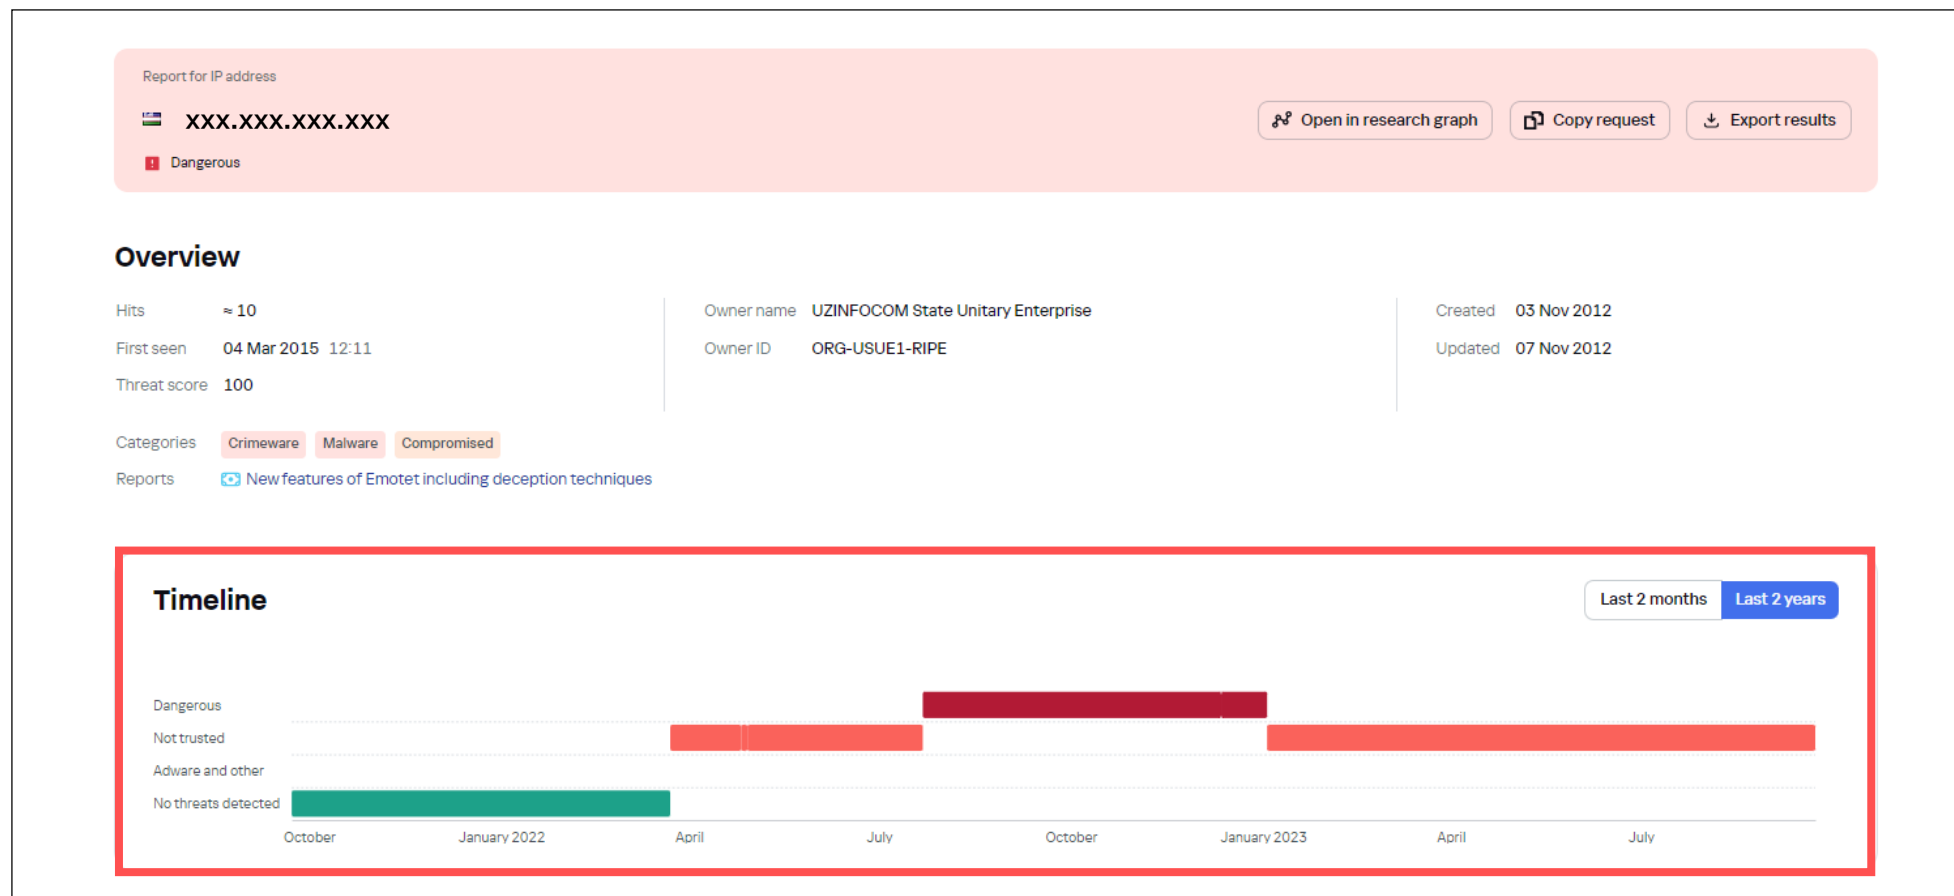 Report for IP address
xxx.xxx.xxx.xxx
Open in research graph
Copy request
Export results
Dangerous
Overview
Hits ≈ 10
First seen 04 Mar 2015 12:11
Threat score 100
Owner name UZINFOCOM State Unitary Enterprise
Owner ID ORG-USUE1-RIPE
Created 03 Nov 2012
Updated 07 Nov 2012
Categories Crimeware Malware Compromised
Reports New features of Emotet including deception techniques
Timeline
Last 2 months Last 2 years
Dangerous
Not trusted
Adware and other
No threats detected
October January 2022 April July October January 2023 April July